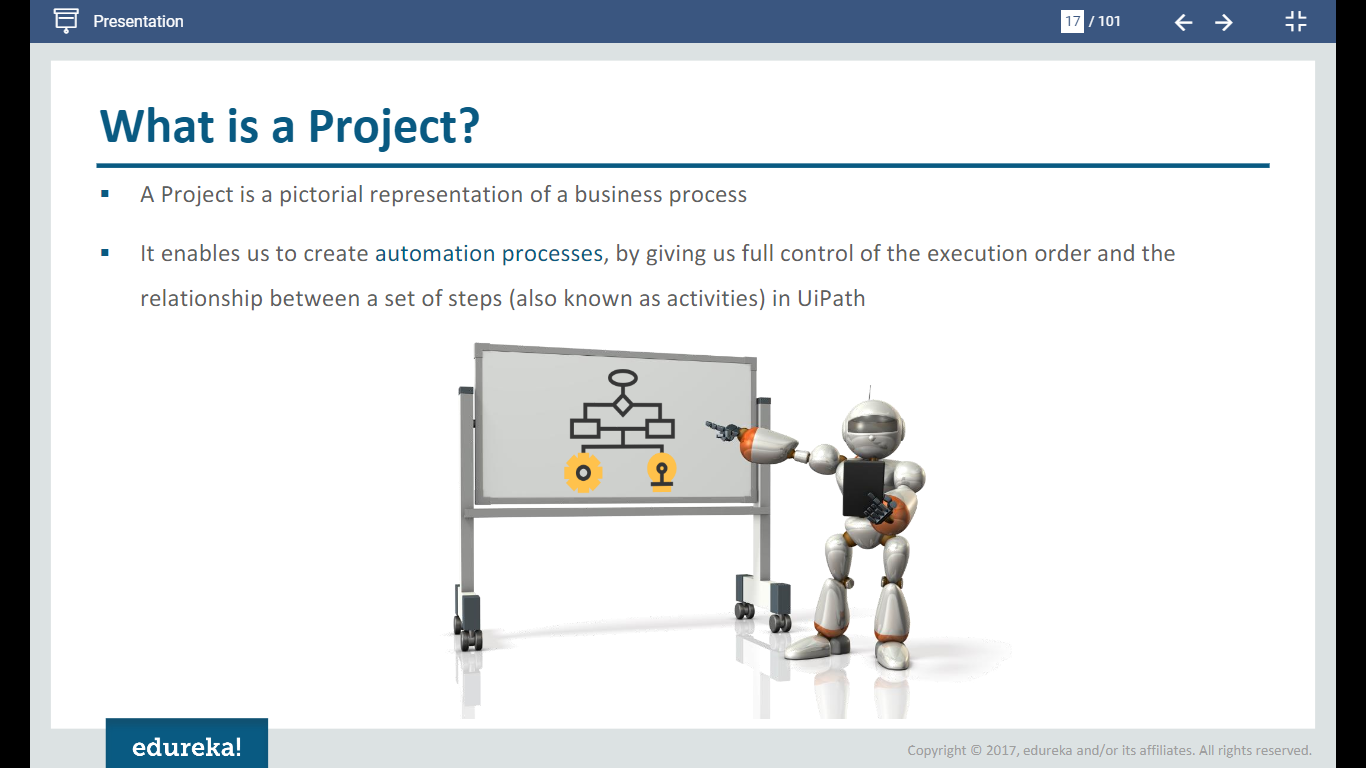 Presentation
17 / 101
What is a Project?
▪ A Project is a pictorial representation of a business process
▪ It enables us to create automation processes, by giving us full control of the execution order and the
relationship between a set of steps (also known as activities) in UiPath
edureka!
Copyright © 2017, edureka and/or its affiliates. All rights reserved.